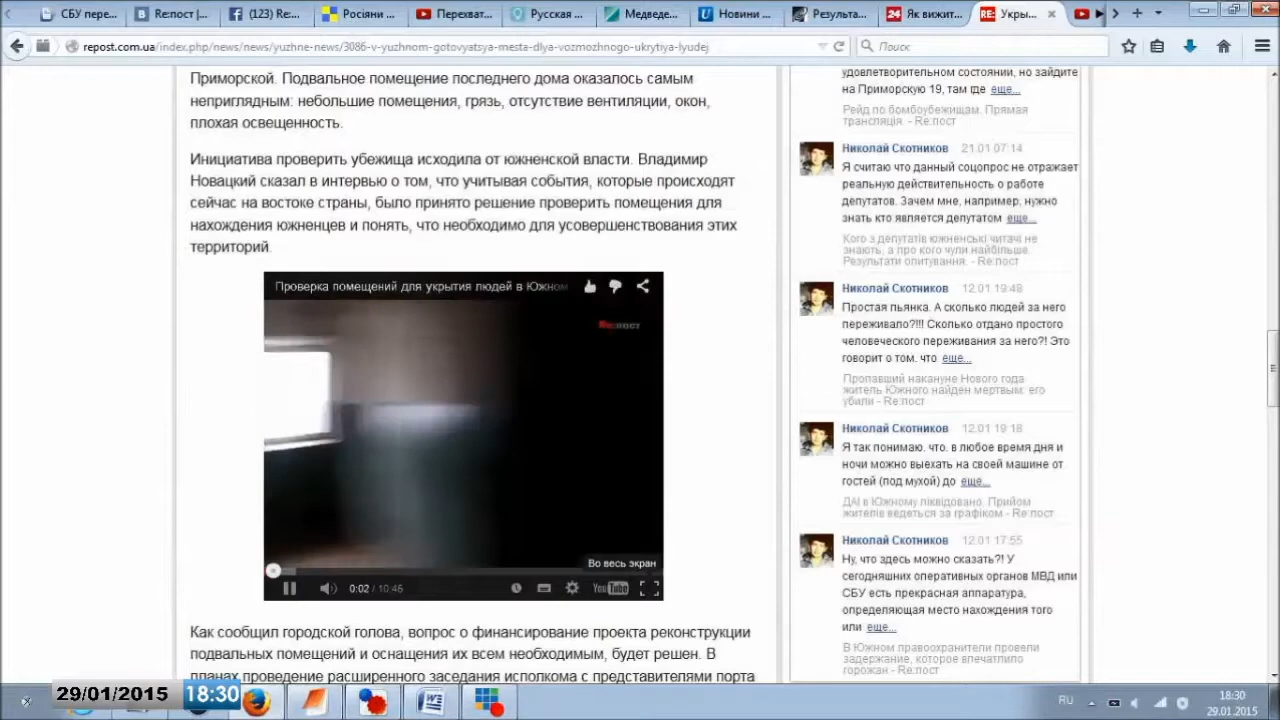 СБУ пере...
Re:пост |...
(123) Re:...
Росіяни ...
Перехват...
Русская ...
Медведе...
Новини ...
Результа...
Як вижит...
RE: Укры...
repost.com.ua/index.php/news/news/yuzhne-news/3086-v-yuzhnom-gotovyatsya-mesta-dlya-vozmozhnogo-ukrytiya-lyudej
Поиск
Приморской. Подвальное помещение последнего дома оказалось самым
неприглядным: небольшие помещения, грязь, отсутствие вентиляции, окон,
плохая освещенность.
Инициатива проверить убежища исходила от южненской власти. Владимир
Новацкий сказал в интервью о том, что учитывая события, которые происходят
сейчас на востоке страны, было принято решение проверить помещения для
нахождения южненцев и понять, что необходимо для усовершенствования этих
территорий.
Проверка помещений для укрытия людей в Южном
Re:пост
Во весь экран
0:02 / 10:45
YouTube
Как сообщил городской голова, вопрос о финансирование проекта реконструкции
подвальных помещений и оснащения их всем необходимым, будет решен. В
планах проведение расширенного заседания исполкома с представителями порта
удовлетворительном состоянии, но зайдите
на Приморскую 19, там где еще...
Рейд по бомбоубежищам. Прямая
трансляція. - Re:пост
Николай Скотников 21.01 07:14
Я считаю что данный соцопрос не отражает
реальную действительность о работе
депутатов. Зачем мне, например, нужно
знать кто является депутатом еще...
Кого з депутатів южненські читачі не
знають, а про кого чули найбільше.
Результати опитування. - Re:пост
Николай Скотников 12.01 19:48
Простая пьянка. А сколько людей за него
переживало?!!! Сколько отдано простого
человеческого переживания за него?! Это
говорит о том. что еще...
Пропавший накануне Нового года
житель Южного найден мертвым: его
убили - Re:пост
Николай Скотников 12.01 19:18
Я так понимаю. что. в любое время дня и
ночи можно выехать на своей машине от
гостей (под мухой) до еще...
ДАІ в Южному ліквідовано. Прийом
жителів ведеться за графіком - Re:пост
Николай Скотников 12.01 17:55
Ну, что здесь можно сказать?! У
сегодняшних оперативных органов МВД или
СБУ есть прекрасная аппаратура,
определяющая место нахождения того
или еще...
В Южном правоохранители провели
задержание, которое впечатлило
горожан - Re:пост
29/01/2015 18:30
RU
18:30
29.01.2015